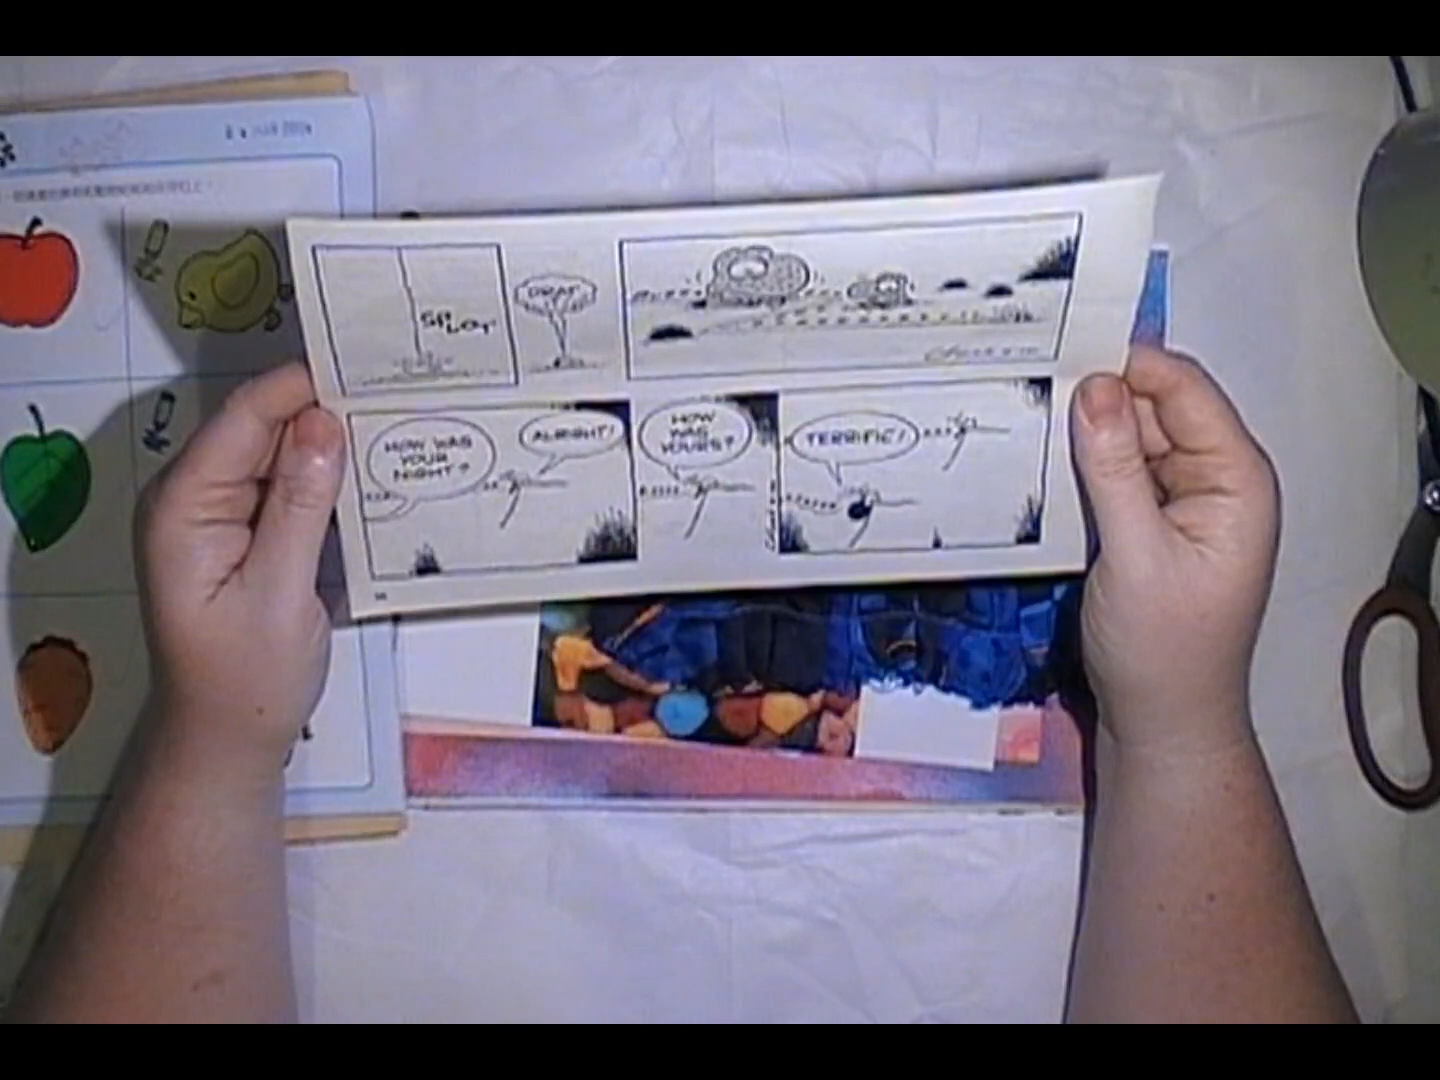 SPLOT
DRAT
HOW WAS
YOUR
NIGHT?
ALRIGHT!
HOW
WAS
YOURS?
TERRIFIC!